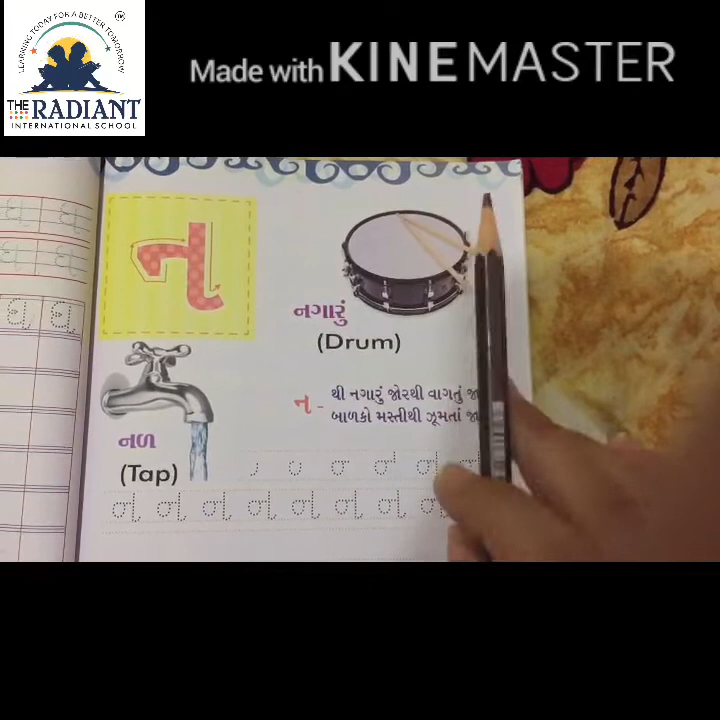 LEARNING TODAY FOR A BETTER TOMORROW
THE RADIANT
INTERNATIONAL SCHOOL
Made with KINEMASTER
ન
નગારું
(Drum)
ન - થી નગારું જોરથી વાગતું
બાળકો મસ્તીથી ઝૂમતાં
નળ
(Tap)
ન ન ન ન ન ન ન